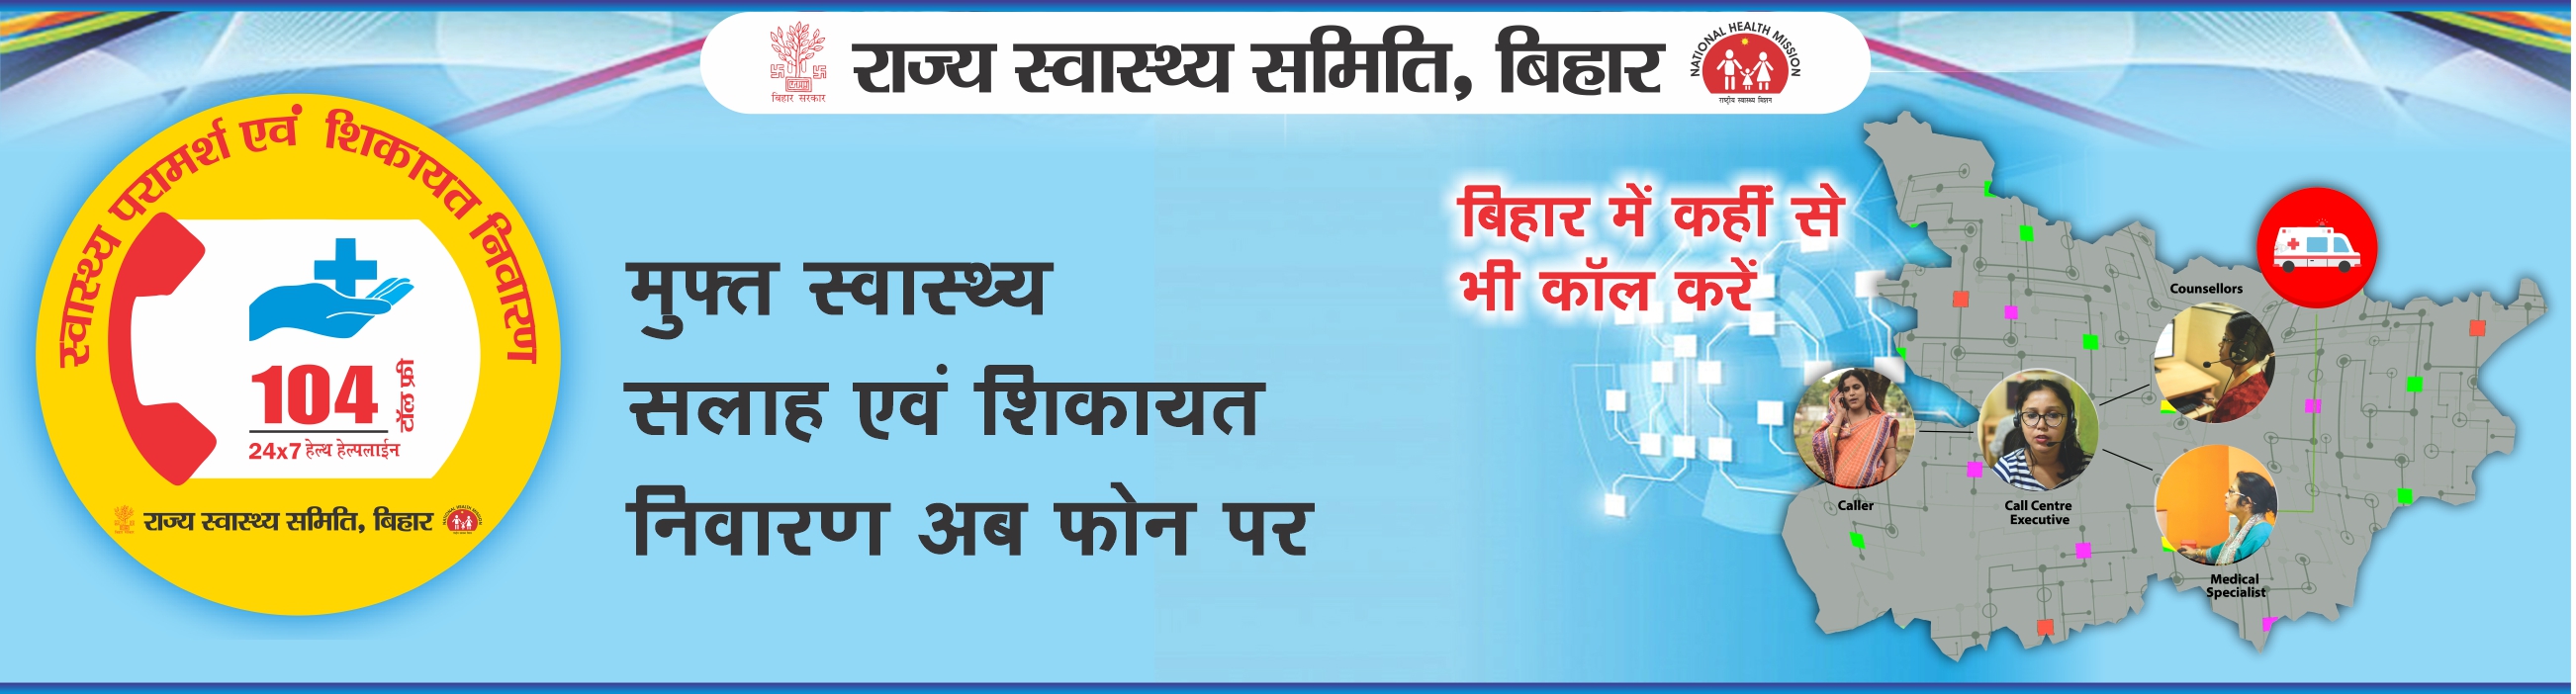 राज्य स्वास्थ्य समिति, बिहार
बिहार सरकार
NATIONAL HEALTH MISSION
राष्ट्रीय स्वास्थ्य मिशन
स्वास्थ्य परामर्श एवं शिकायत निवारण
104
टॉल फ्री
24x7 हेल्थ हेल्पलाईन
राज्य स्वास्थ्य समिति, बिहार
मुफ्त स्वास्थ्य
सलाह एवं शिकायत
निवारण अब फोन पर
बिहार में कहीं से
भी कॉल करें
Counsellors
Caller
Call Centre
Executive
Medical
Specialist